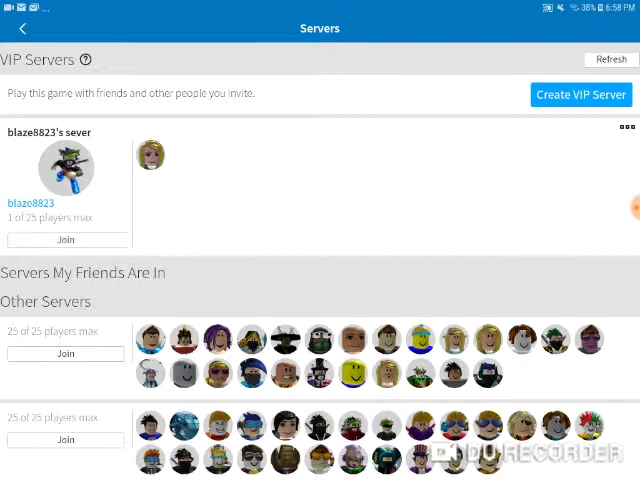 ... 38% 6:58 PM
Servers
VIP Servers ?
Refresh
Play this game with friends and other people you invite.
Create VIP Server
blaze8823's sever
blaze8823
1 of 25 players max
Join
Servers My Friends Are In
Other Servers
25 of 25 players max
Join
25 of 25 players max
Join
DU RECORDER